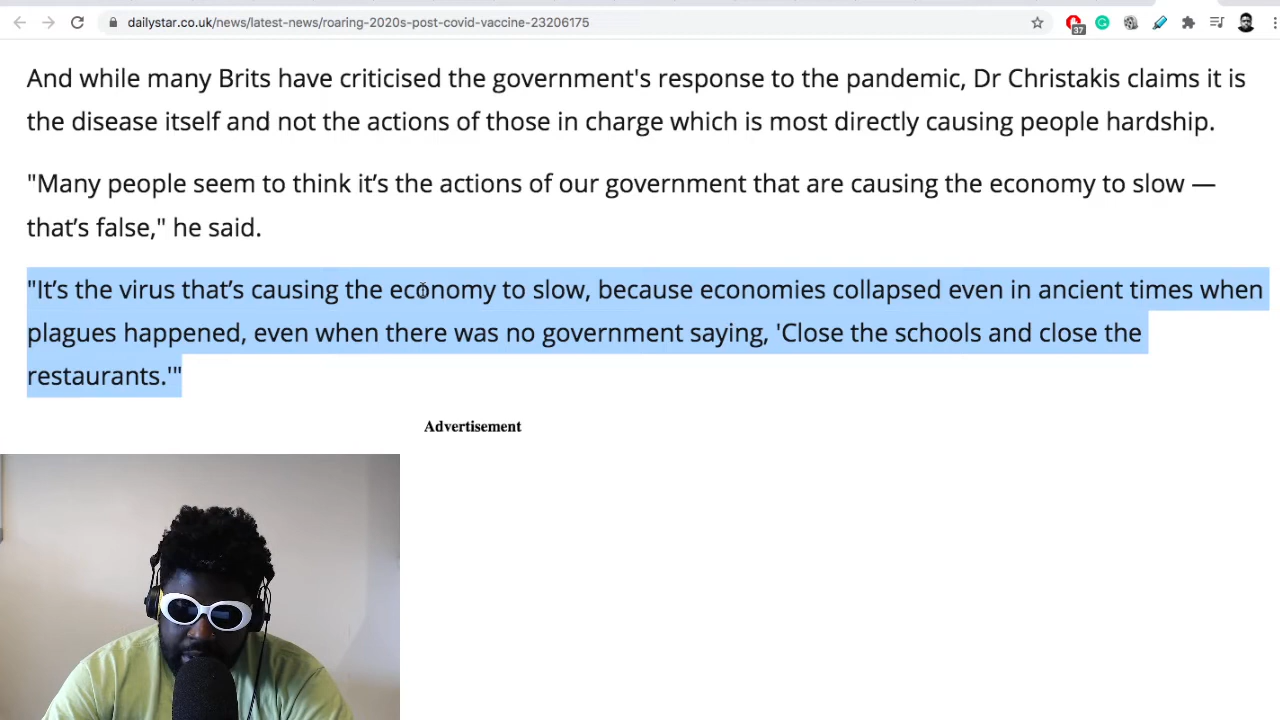 dailystar.co.uk/news/latest-news/roaring-2020s-post-covid-vaccine-23206175
37
And while many Brits have criticised the government's response to the pandemic, Dr Christakis claims it is
the disease itself and not the actions of those in charge which is most directly causing people hardship.
"Many people seem to think it’s the actions of our government that are causing the economy to slow —
that’s false," he said.
"It’s the virus that’s causing the economy to slow, because economies collapsed even in ancient times when
plagues happened, even when there was no government saying, 'Close the schools and close the
restaurants.'"
Advertisement